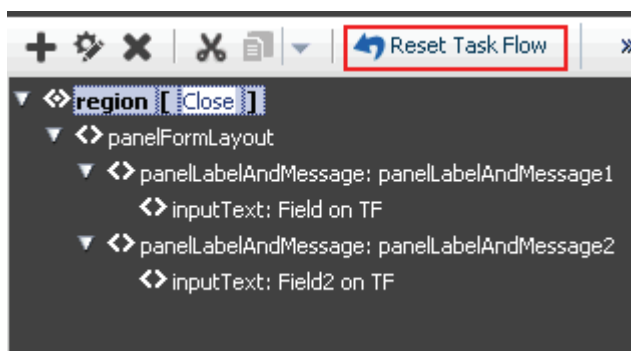 Reset Task Flow
region [ Close ]
panelFormLayout
panelLabelAndMessage: panelLabelAndMessage1
inputText: Field on TF
panelLabelAndMessage: panelLabelAndMessage2
inputText: Field2 on TF